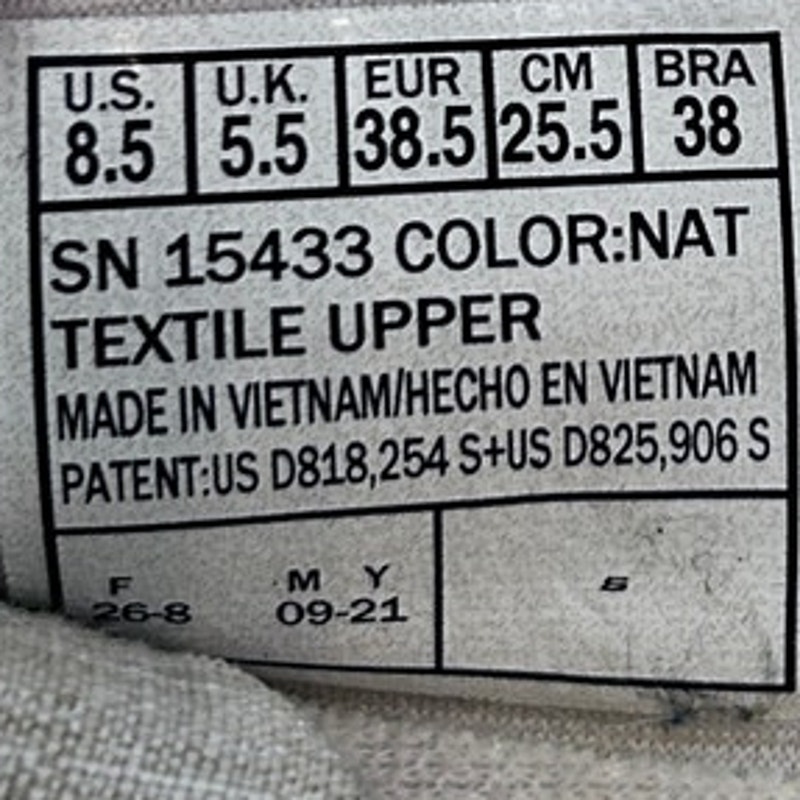 U.S. U.K. EUR CM BRA
8.5 5.5 38.5 25.5 38
SN 15433 COLOR:NAT
TEXTILE UPPER
MADE IN VIETNAM/HECHO EN VIETNAM
PATENT:US D818,254 S+US D825,906 S
F M Y
26-8 09-21